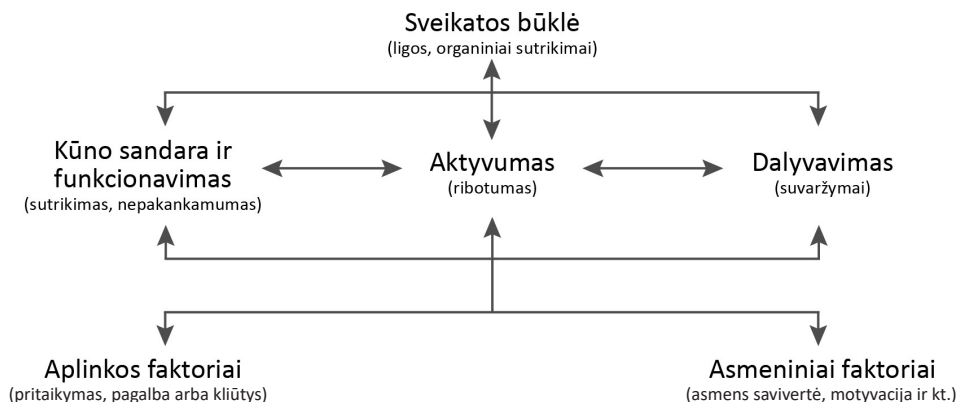 Sveikatos būklė
(ligos, organiniai sutrikimai)
Kūno sandara ir
funkcionavimas
(sutrikimas, nepakankamumas)
Aktyvumas
(ribotumas)
Dalyvavimas
(suvaržymai)
Aplinkos faktoriai
(pritaikymas, pagalba arba kliūtys)
Asmeniniai faktoriai
(asmens savivertė, motyvacija ir kt.)